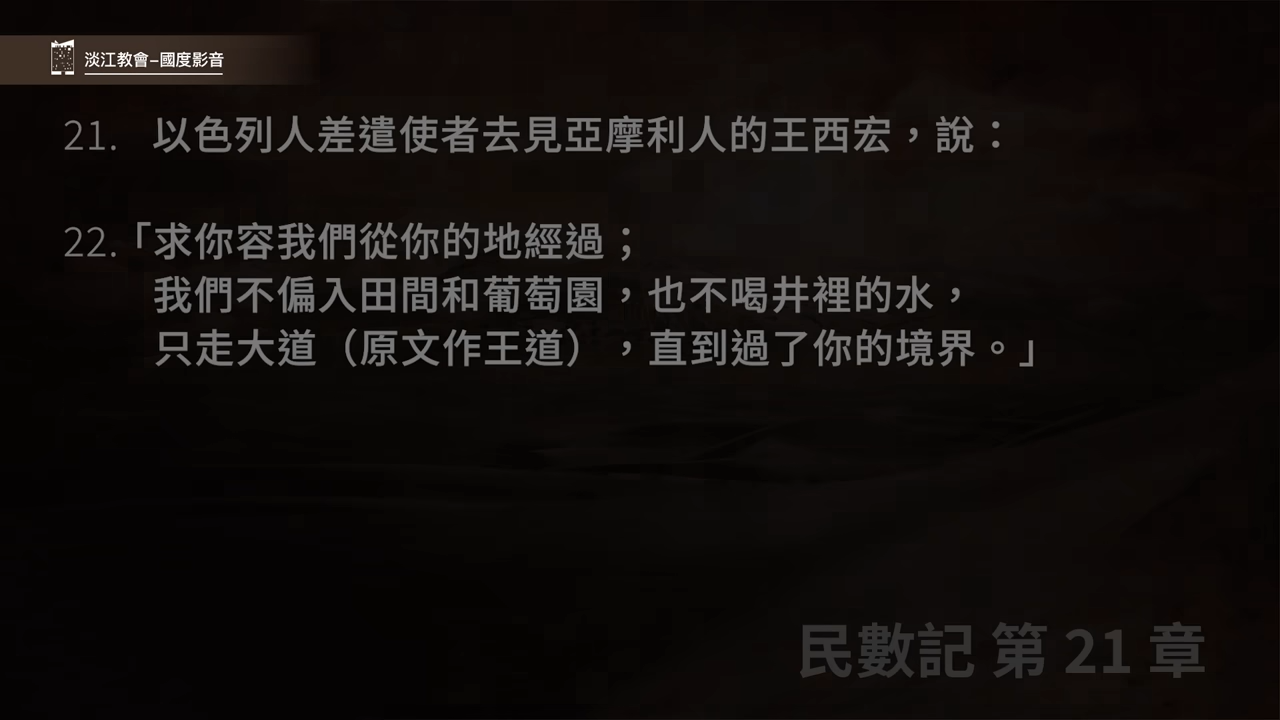 淡江教會–國度影音
21. 以色列人差遣使者去見亞摩利人的王西宏，說：
22.「求你容我們從你的地經過；
我們不偏入田間和葡萄園，也不喝井裡的水，
只走大道（原文作王道），直到過了你的境界。」
民數記 第 21 章